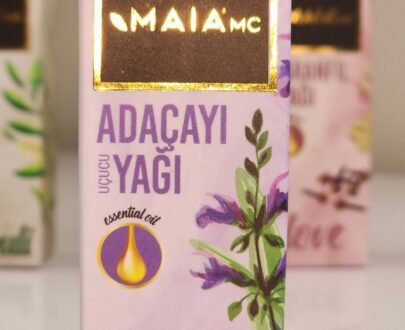 MAIA MC
ADAÇAYI
UÇUCU
YAĞI
essential oil